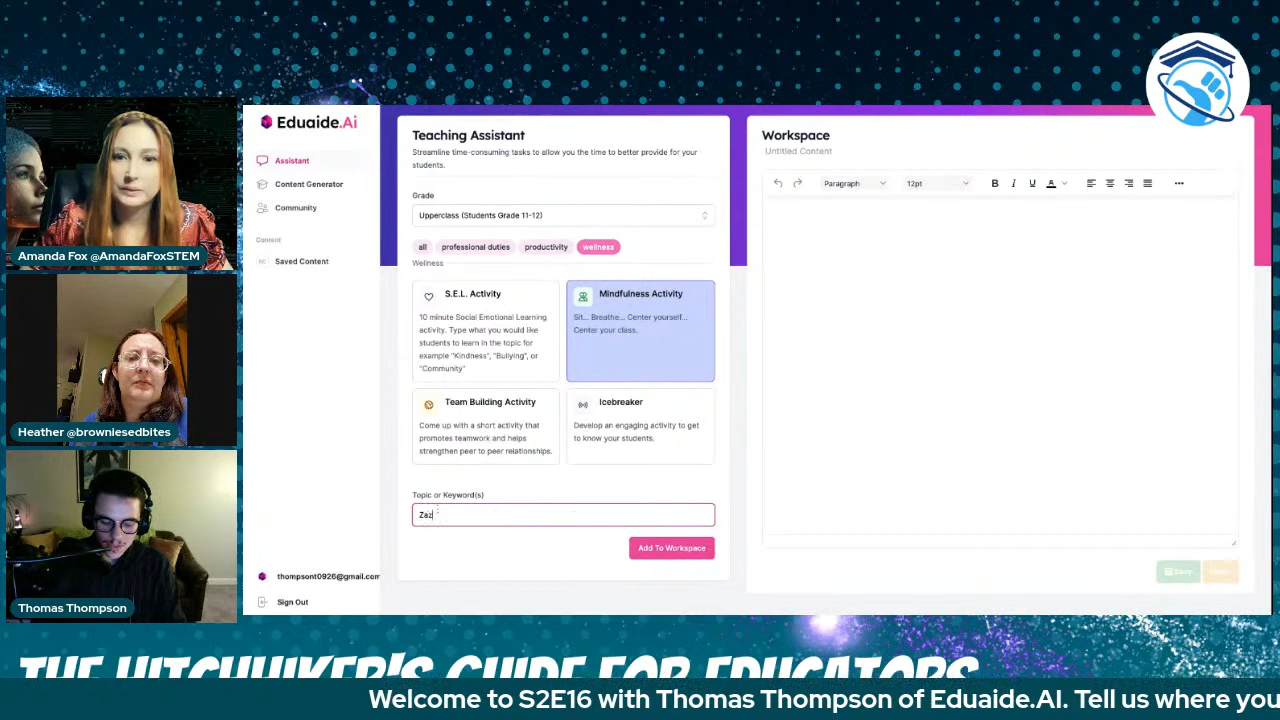 Amanda Fox @AmandaFoxSTEM
Heather @browniesedbites
Thomas Thompson
Eduaide.Ai
Assistant
Content Generator
Community
Content
Saved Content
thompsont0926@gmail.com
Sign Out
Teaching Assistant
Streamline time-consuming tasks to allow you the time to better provide for your
students.
Grade
Upperclass (Students Grade 11-12)
all professional duties productivity wellness
Wellness
S.E.L. Activity
10 minute Social Emotional Learning
activity. Type what you would like
students to learn in the topic for
example "Kindness", "Bullying", or
"Community"
Mindfulness Activity
Sit... Breathe... Center yourself...
Center your class.
Team Building Activity
Come up with a short activity that
promotes teamwork and helps
strengthen peer to peer relationships.
Icebreaker
Develop an engaging activity to get
to know your students.
Topic or Keyword(s)
Zaz
Add To Workspace
Workspace
Untitled Content
Paragraph 12pt B I U A
THE HITCHHIKER'S GUIDE FOR EDUCATORS
Welcome to S2E16 with Thomas Thompson of Eduaide.AI. Tell us where you